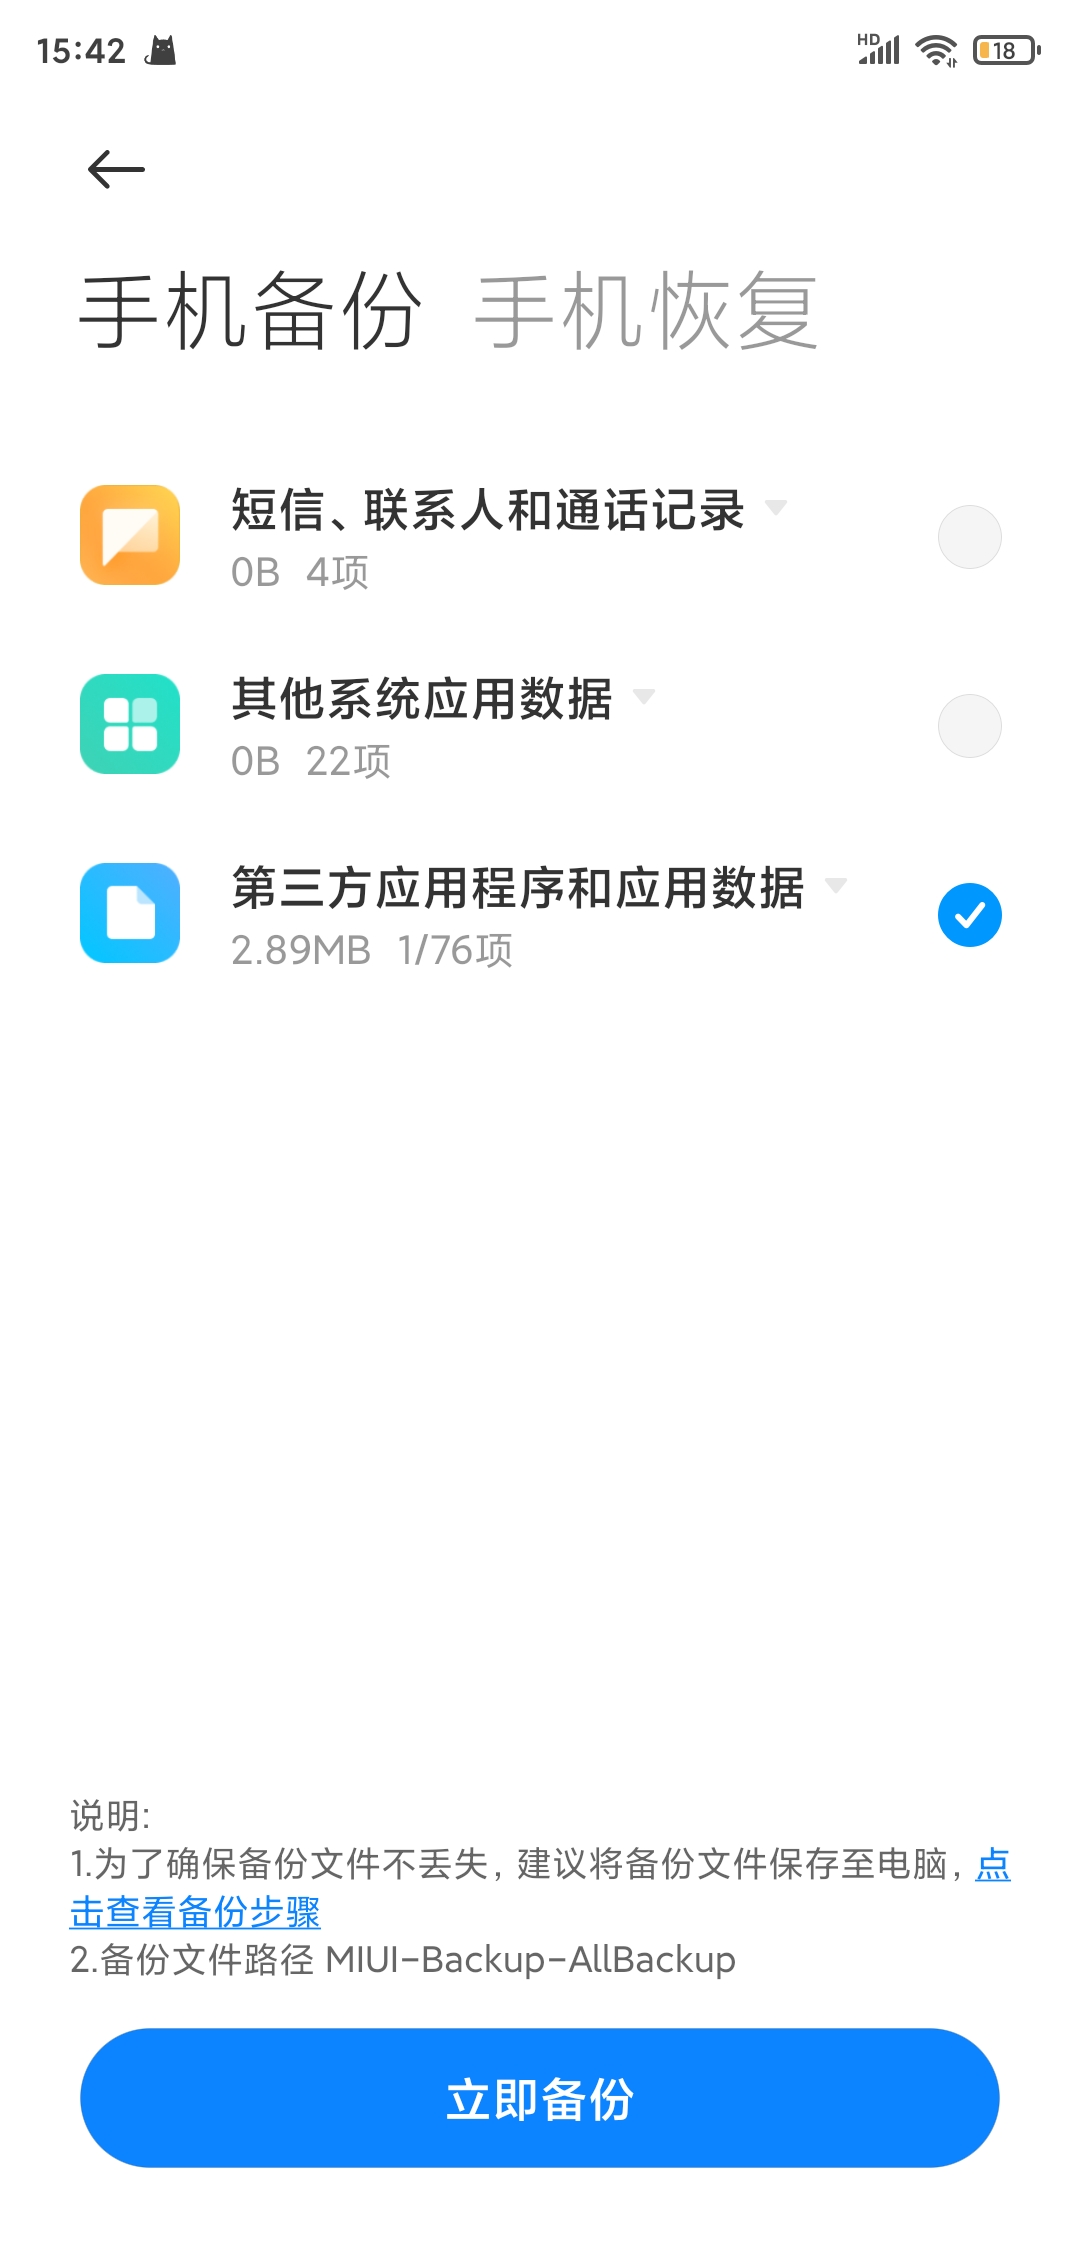 15:42 HD 18
手机备份 手机恢复
短信、联系人和通话记录
0B 4项
其他系统应用数据
0B 22项
第三方应用程序和应用数据
2.89MB 1/76项
说明:
1.为了确保备份文件不丢失, 建议将备份文件保存至电脑, 点
击查看备份步骤
2.备份文件路径 MIUI-Backup-AllBackup
立即备份